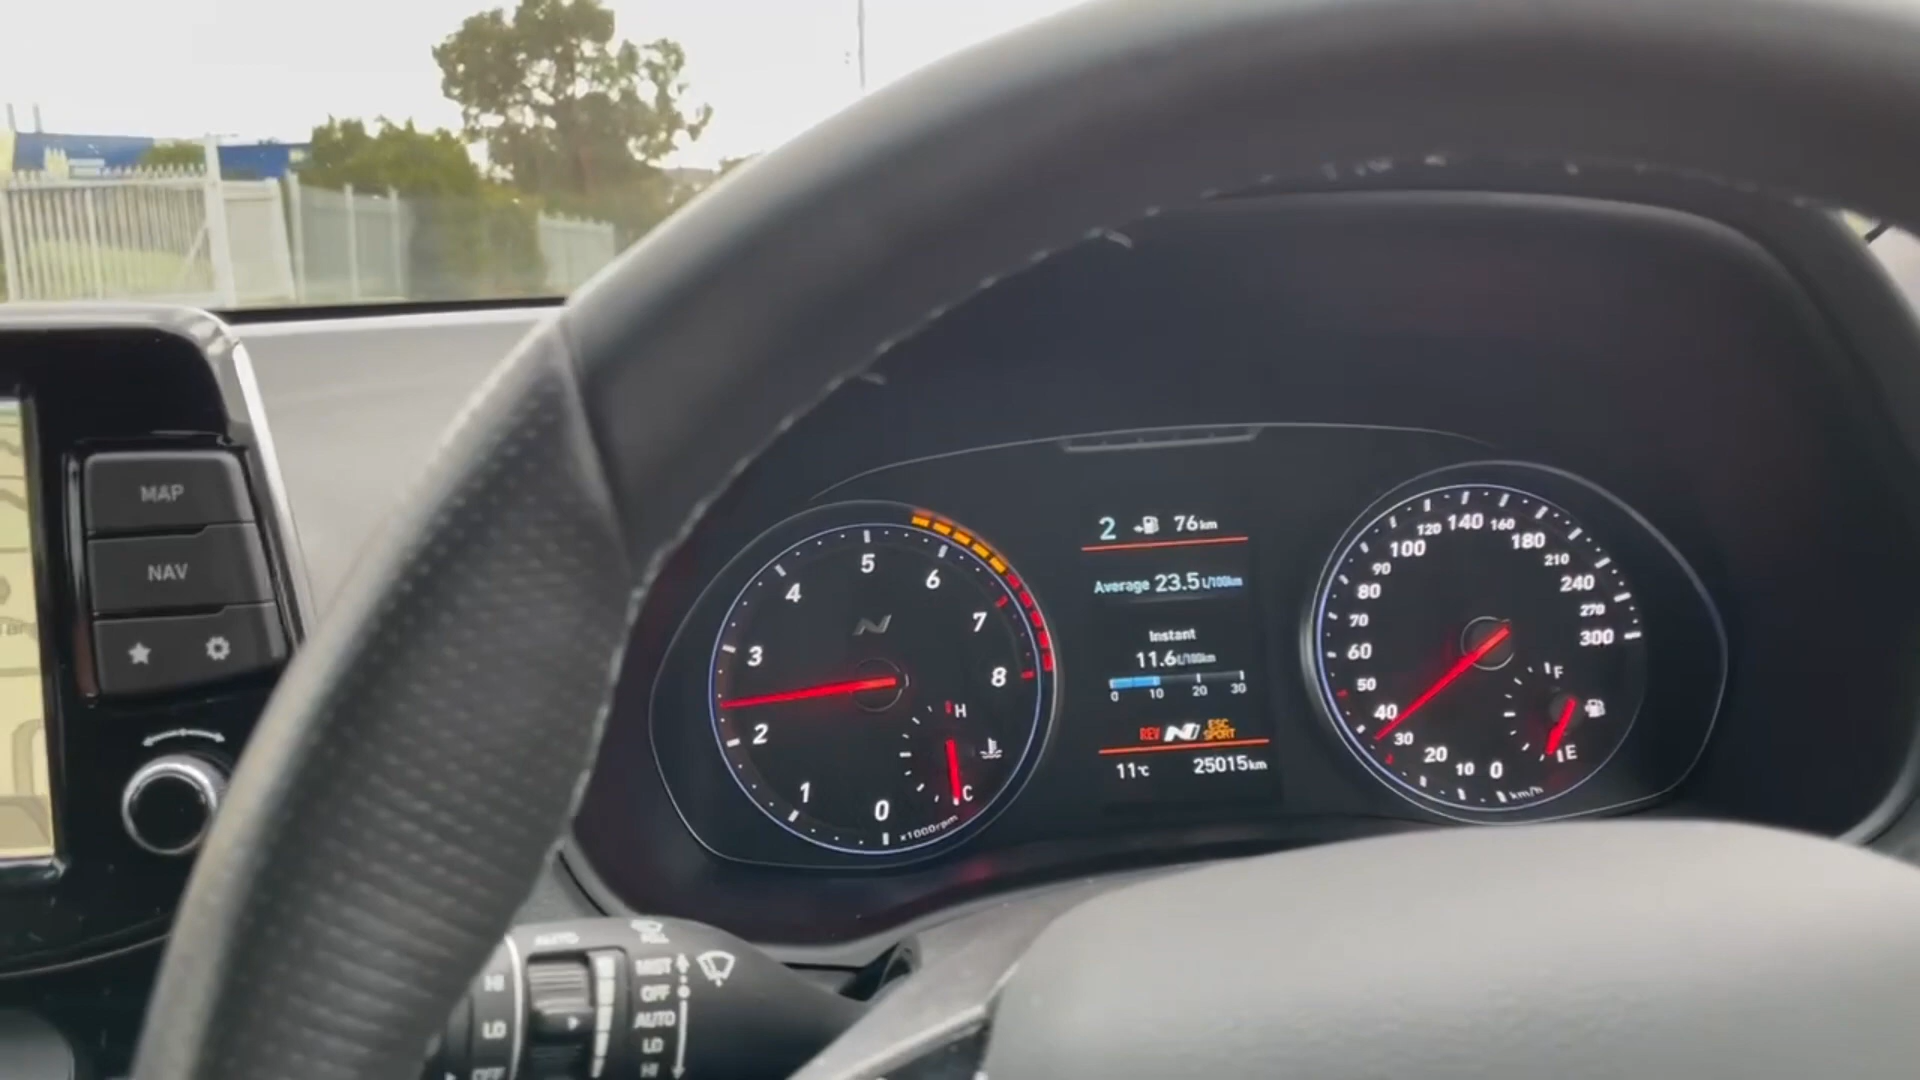 MAP
NAV
0
1
2
3
4
5
6
7
8
x1000rpm
H
C
2 76km
Average 23.5 L/100km
Instant
11.6 L/100km
0 10 20 30
REV N ESC SPORT
11°C 25015km
0
10
20
30
40
50
60
70
80
90
100
120
140
160
180
210
240
270
300
km/h
F
E
AUTO
HI
LO
OFF
MIST
OFF
AUTO
LO
HI